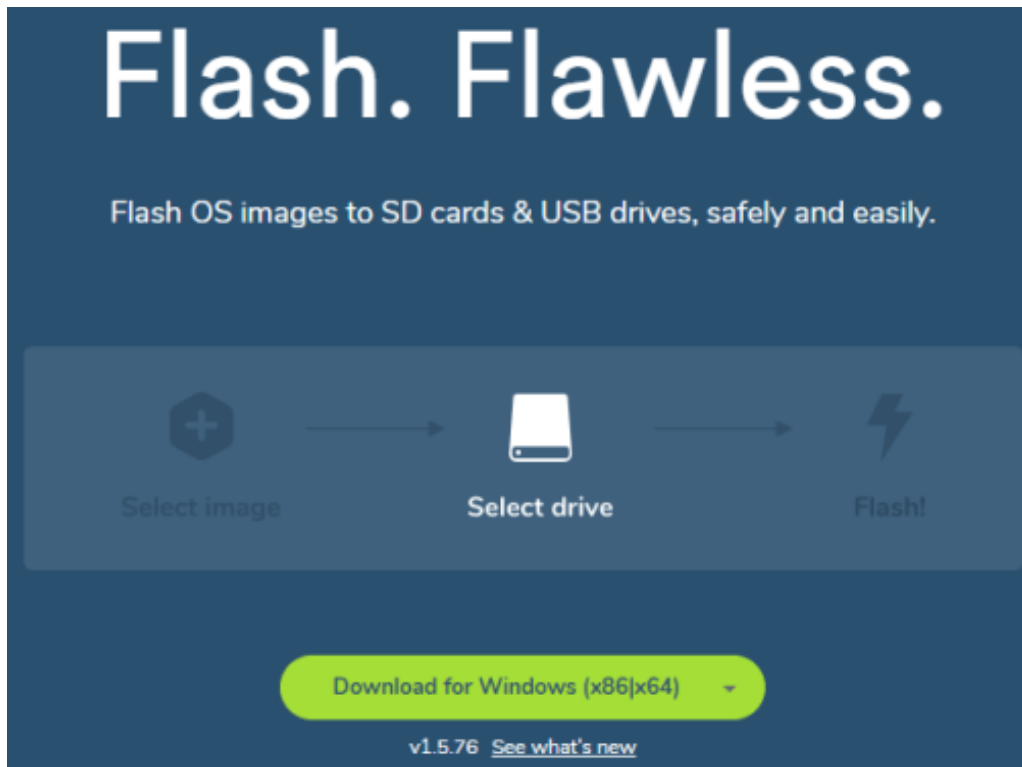 Flash. Flawless.
Flash OS images to SD cards & USB drives, safely and easily.
Select image
Select drive
Flash!
Download for Windows (x86|x64)
v1.5.76 See what's new